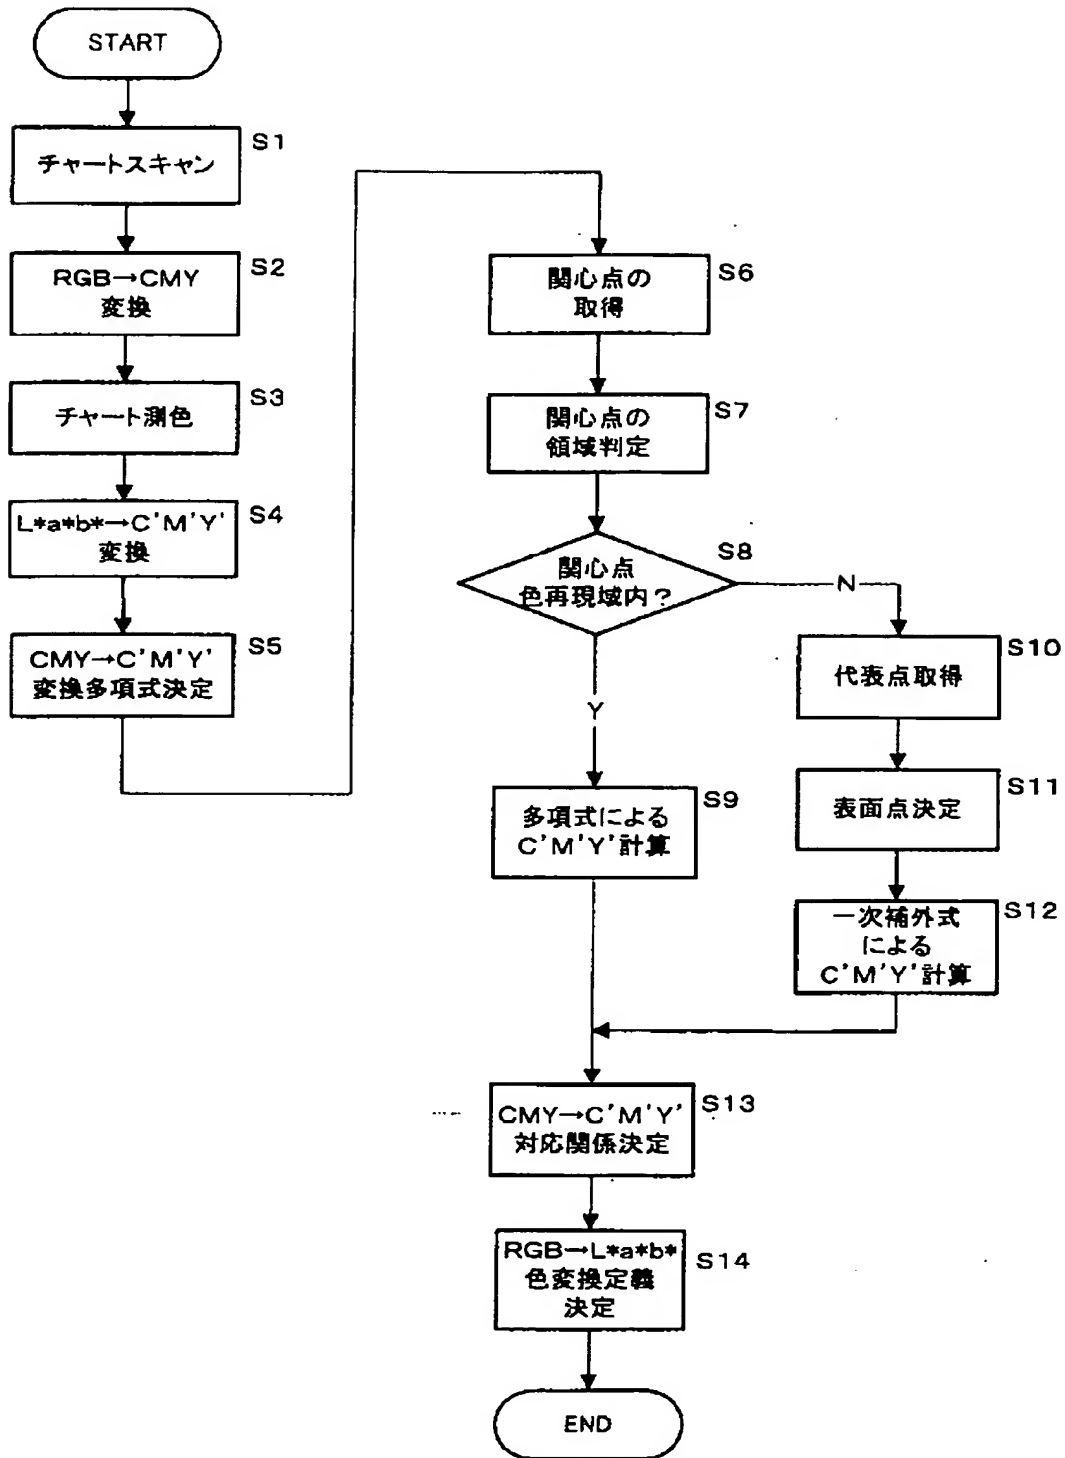 START
S1
チャートスキャン
S2
RGB→CMY
変換
S3
チャート測色
S4
L*a*b*→C'M'Y'
変換
S5
CMY→C'M'Y'
変換多項式決定
S6
関心点の
取得
S7
関心点の
領域判定
S8
関心点
色再現域内?
N
Y
S9
多項式による
C'M'Y'計算
S10
代表点取得
S11
表面点決定
S12
一次補外式
による
C'M'Y'計算
S13
CMY→C'M'Y'
対応関係決定
S14
RGB→L*a*b*
色変換定義
決定
END